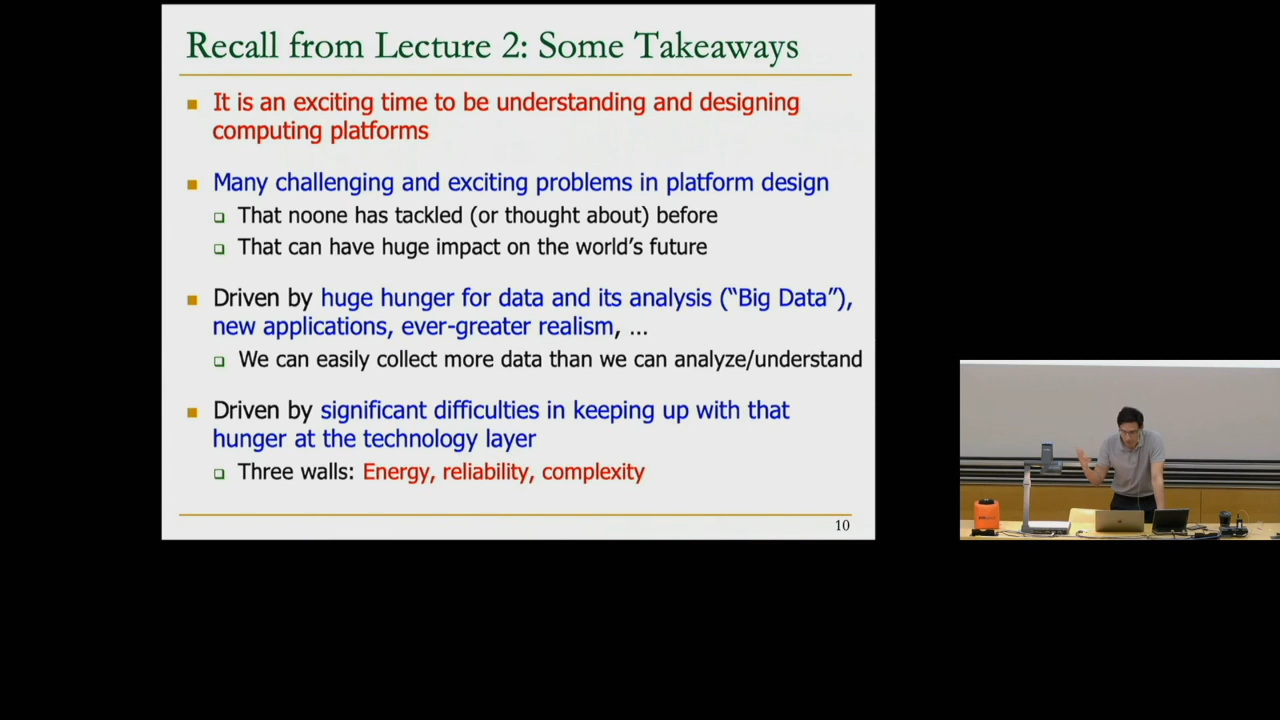 Recall from Lecture 2: Some Takeaways
It is an exciting time to be understanding and designing
computing platforms
Many challenging and exciting problems in platform design
That noone has tackled (or thought about) before
That can have huge impact on the world's future
Driven by huge hunger for data and its analysis (“Big Data”),
new applications, ever-greater realism, ...
We can easily collect more data than we can analyze/understand
Driven by significant difficulties in keeping up with that
hunger at the technology layer
Three walls: Energy, reliability, complexity
10